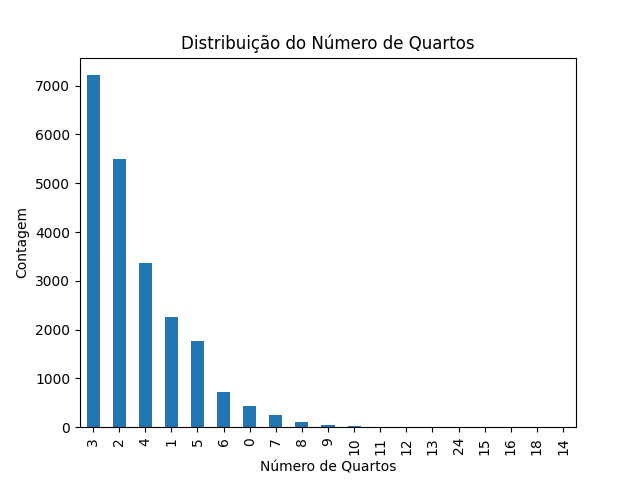 Distribuição do Número de Quartos
7000
6000
5000
4000
3000
2000
1000
0
Contagem
3 2 4 1 5 6 0 7 8 9 10 11 12 13 24 15 16 18 14
Número de Quartos